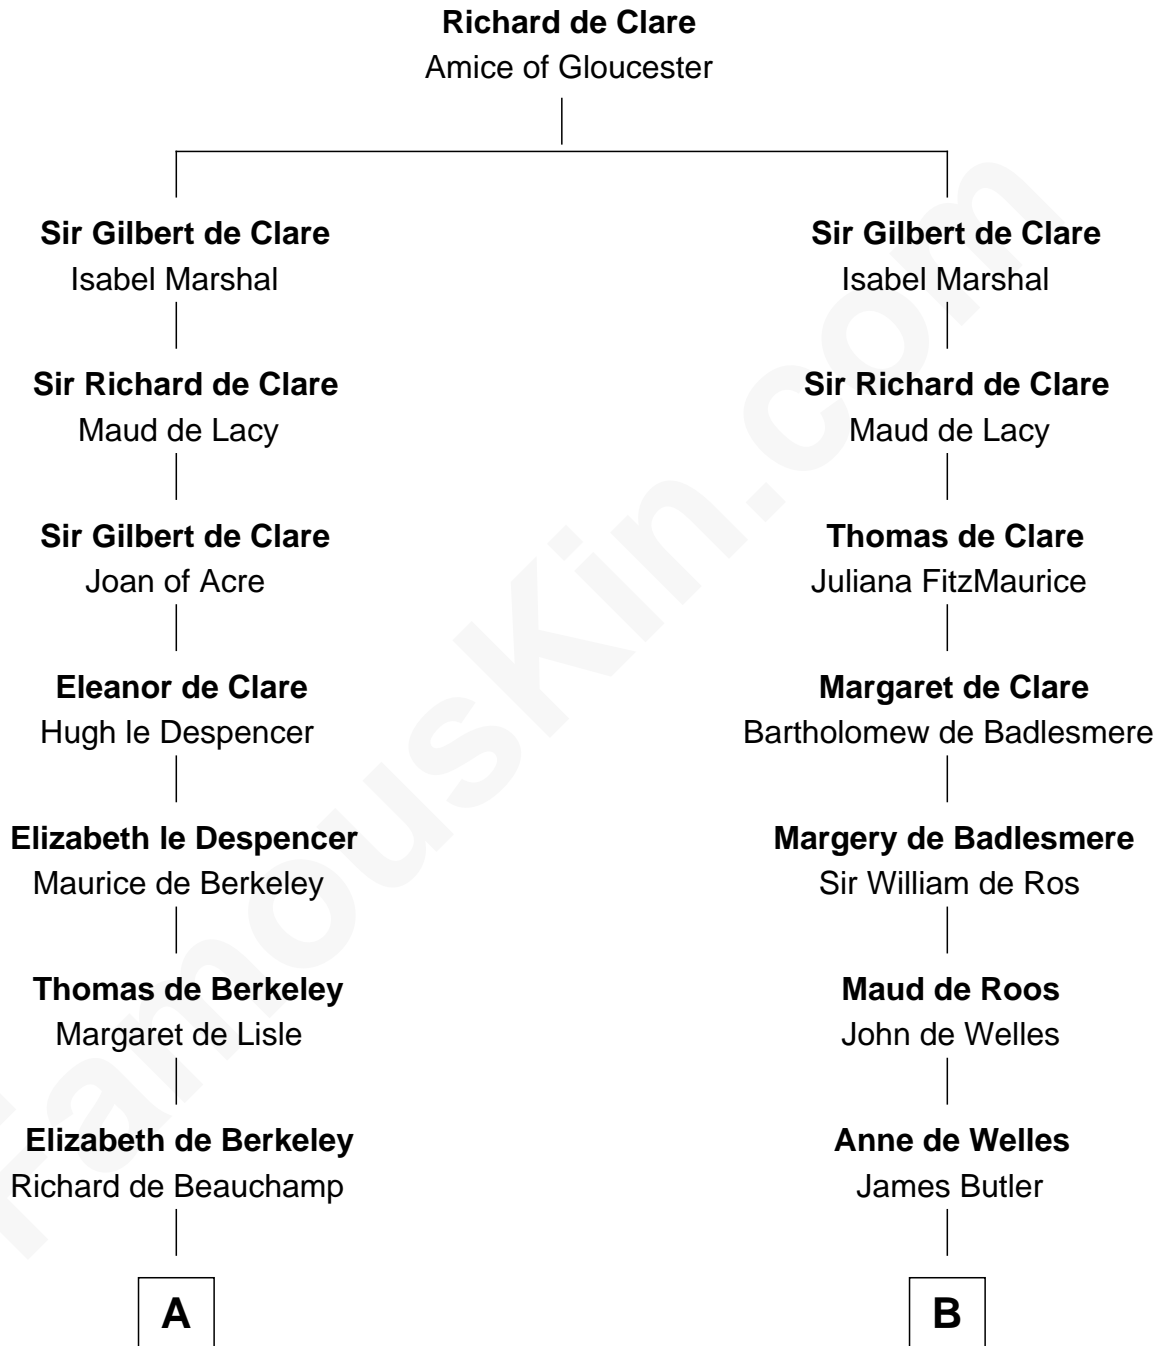 Richard de Clare
Amice of Gloucester
Sir Gilbert de Clare
Isabel Marshal
Sir Richard de Clare
Maud de Lacy
Sir Gilbert de Clare
Joan of Acre
Eleanor de Clare
Hugh le Despencer
Elizabeth le Despencer
Maurice de Berkeley
Thomas de Berkeley
Margaret de Lisle
Elizabeth de Berkeley
Richard de Beauchamp
A
Sir Gilbert de Clare
Isabel Marshal
Sir Richard de Clare
Maud de Lacy
Thomas de Clare
Juliana FitzMaurice
Margaret de Clare
Bartholomew de Badlesmere
Margery de Badlesmere
Sir William de Ros
Maud de Roos
John de Welles
Anne de Welles
James Butler
B
FamousKin.com